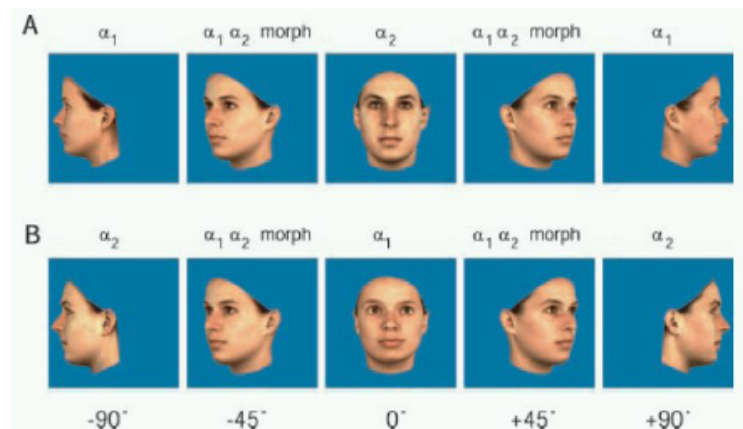 A
α₁ α₁ α₂ morph α₂ α₁ α₂ morph α₁
B
α₂ α₁ α₂ morph α₁ α₁ α₂ morph α₂
-90° -45° 0° +45° +90°